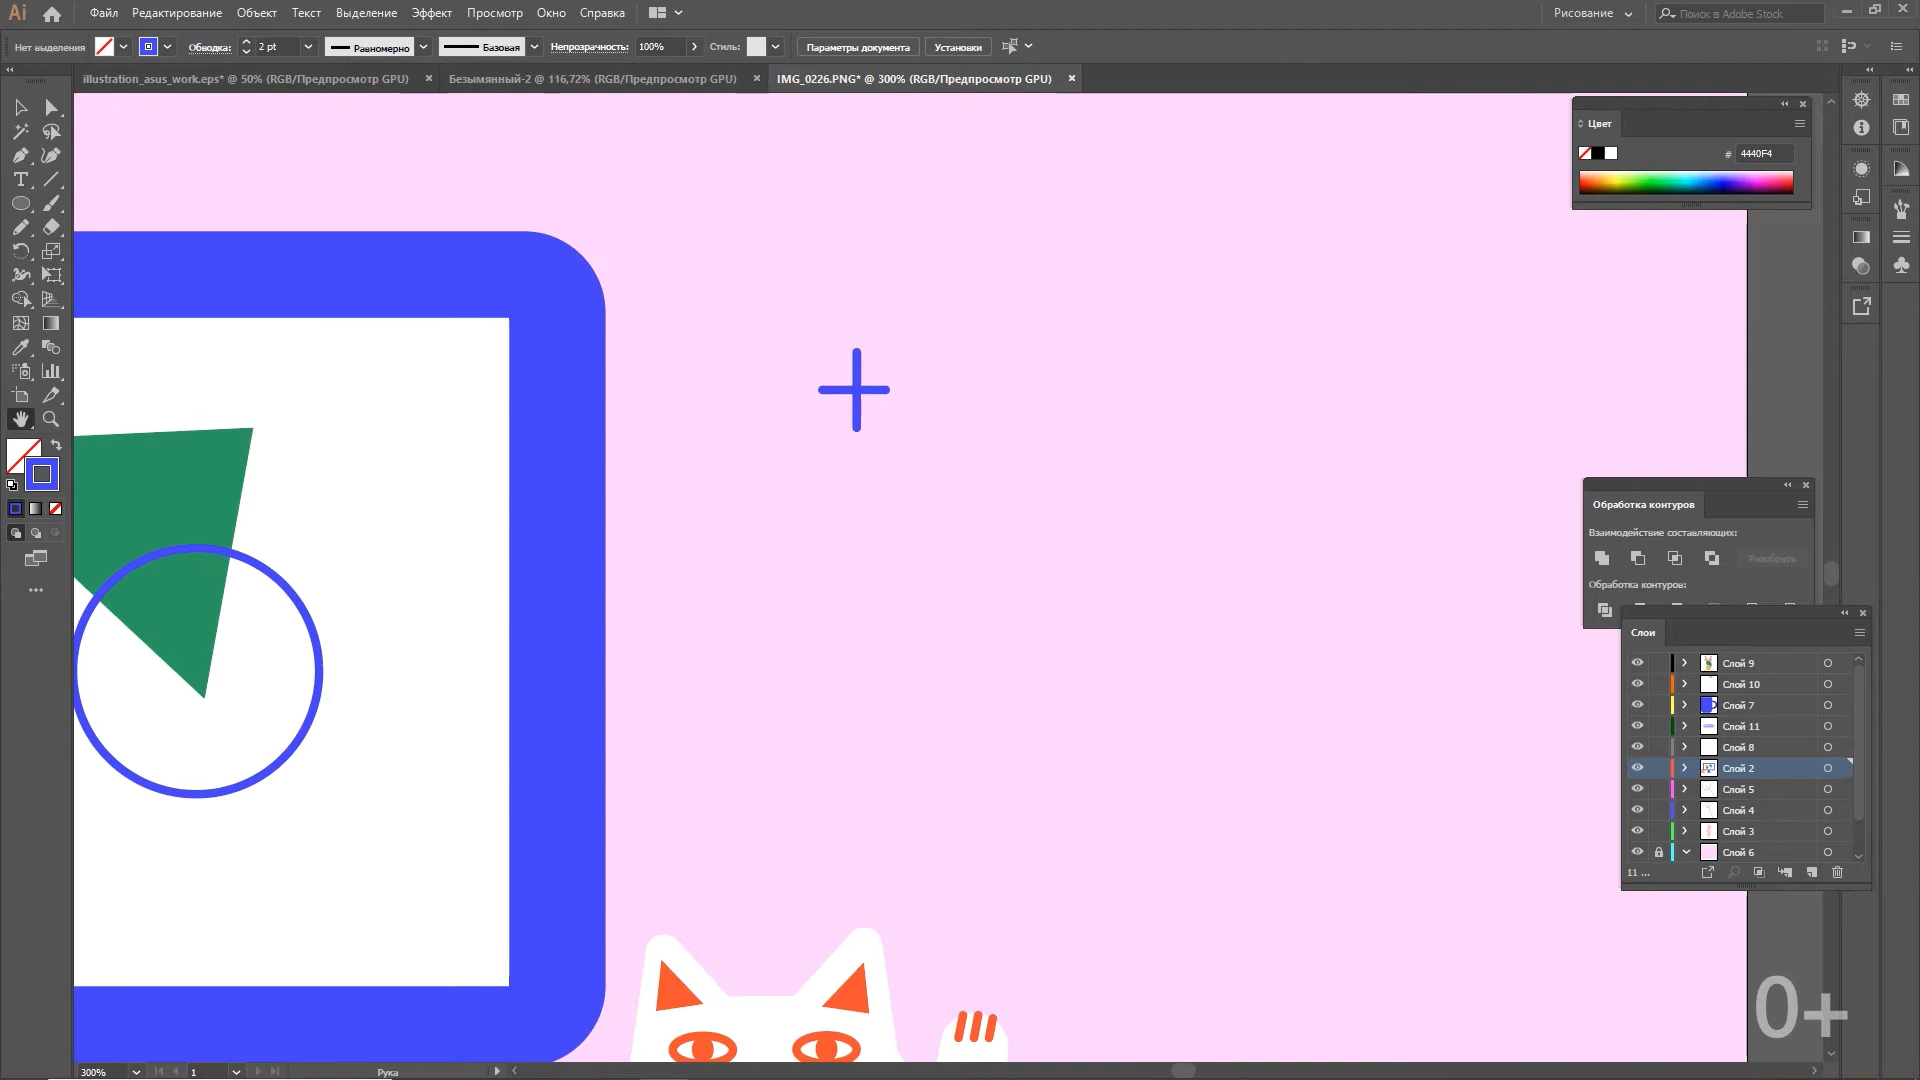 Ai Файл Редактирование Объект Текст Выделение Эффект Просмотр Окно Справка Рисование Поиск в Adobe Stock
Нет выделения Обводка: 2 pt Равномерно Базовая Непрозрачность: 100% Стиль: Параметры документа Установки
illustration_asus_work.eps* @ 50% (RGB/Предпросмотр GPU) Безымянный-2 @ 116,72% (RGB/Предпросмотр GPU) IMG_0226.PNG* @ 300% (RGB/Предпросмотр GPU)
Цвет
# 4440F4
Обработка контуров
Взаимодействие составляющих:
Разобрать
Обработка контуров:
Слои
Слой 9
Слой 10
Слой 7
Слой 11
Слой 8
Слой 2
Слой 5
Слой 4
Слой 3
Слой 6
11 ...
0+
300% 1 Рука